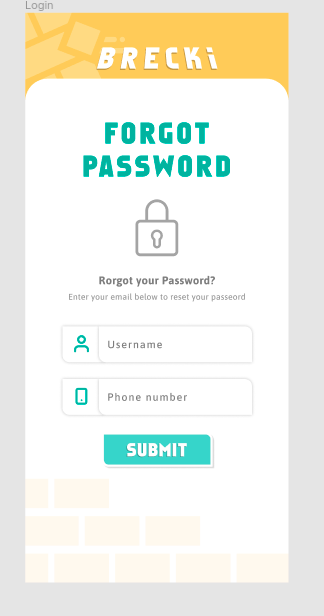 Login
BRECKi
FORGOT
PASSWORD
Rorgot your Password?
Enter your email below to reset your passeord
Username
Phone number
SUBMIT